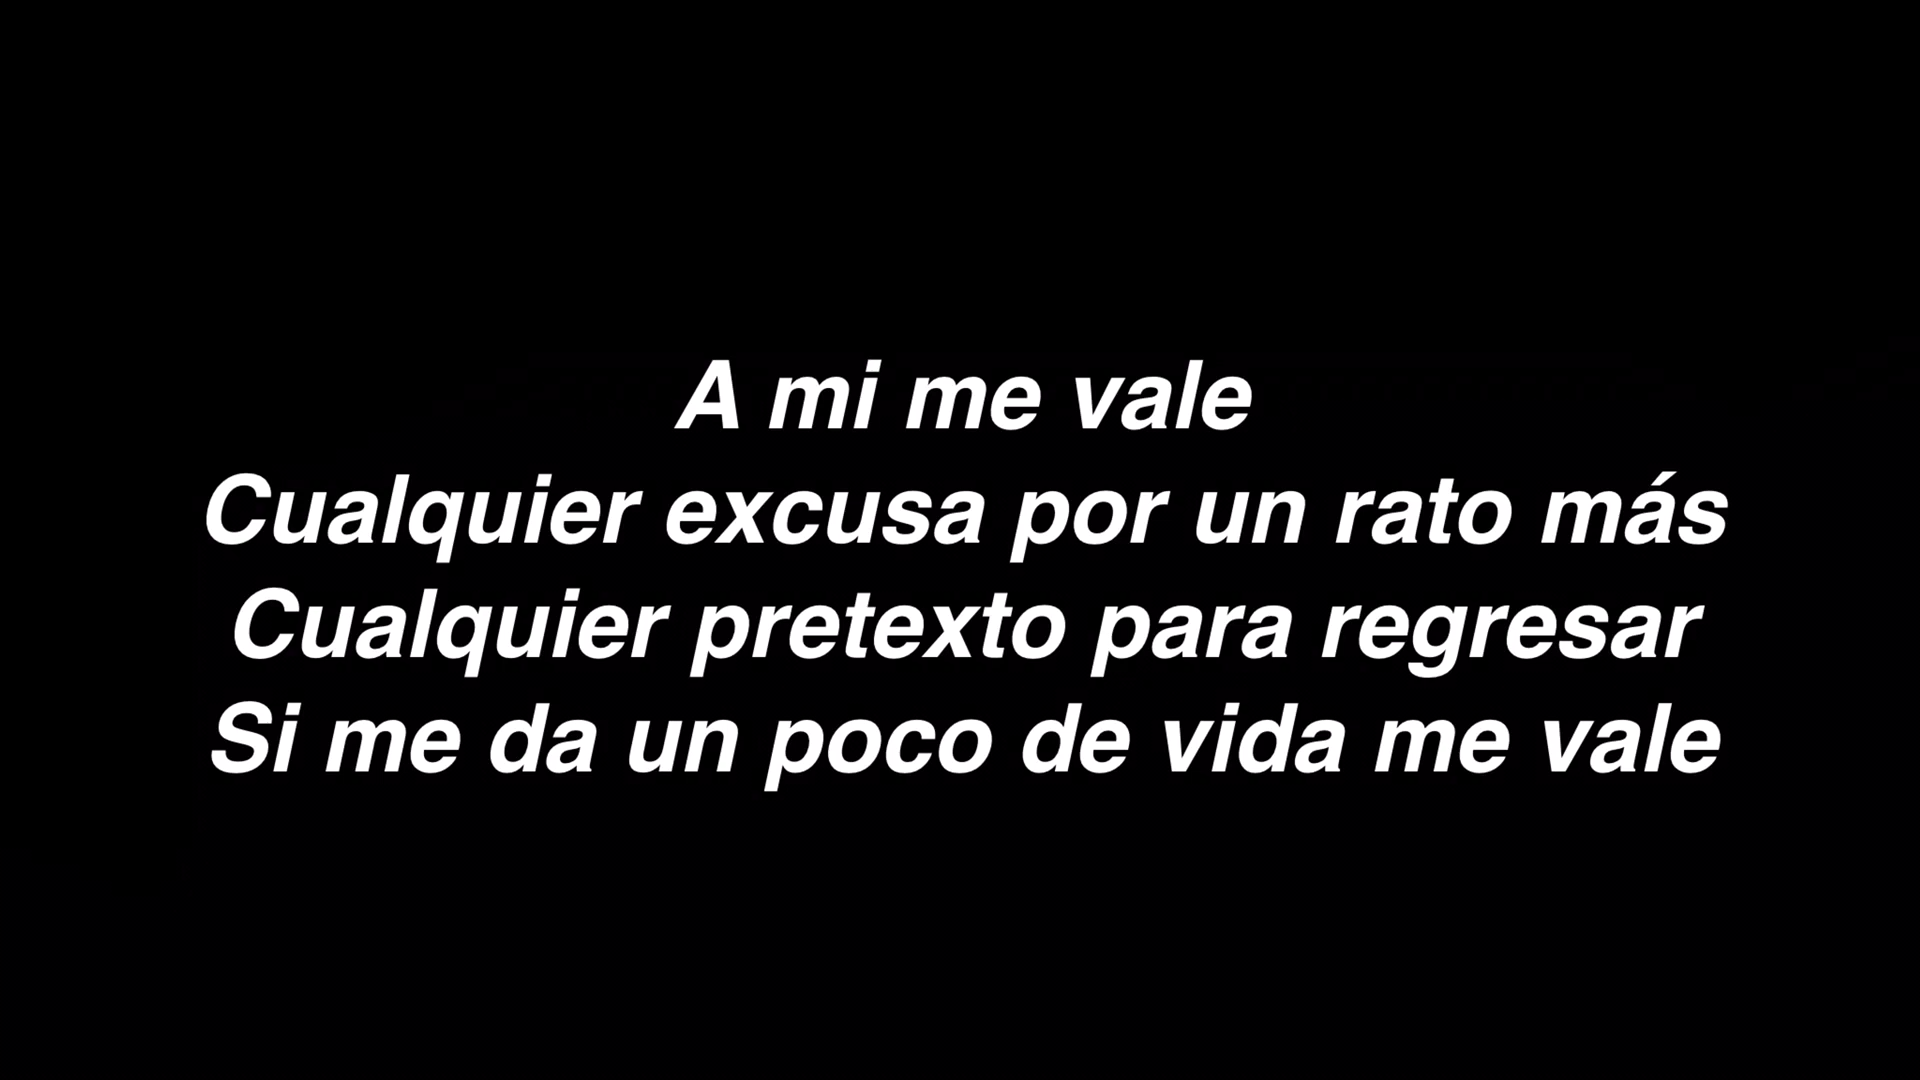 A mi me vale
Cualquier excusa por un rato más
Cualquier pretexto para regresar
Si me da un poco de vida me vale